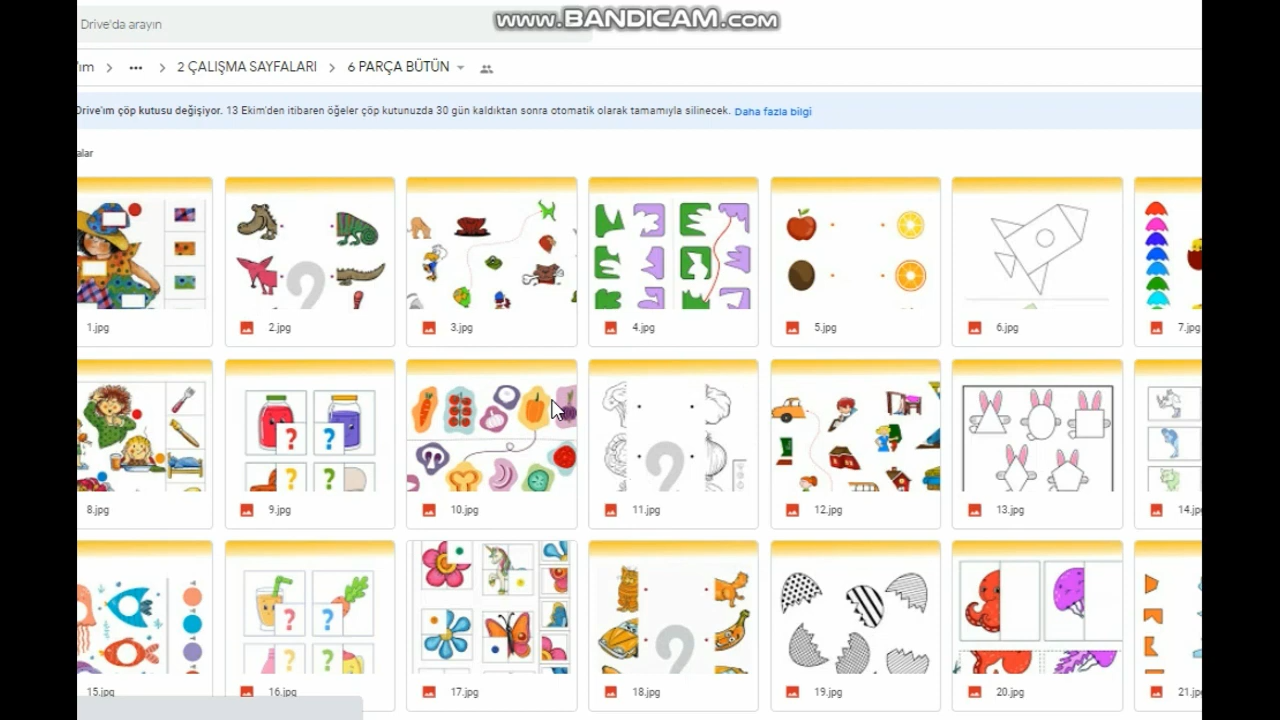 www.BANDICAM.com
Drive'da arayın
ım > ... > 2 ÇALIŞMA SAYFALARI > 6 PARÇA BÜTÜN
Drive'ım çöp kutusu değişiyor. 13 Ekim'den itibaren öğeler çöp kutunuzda 30 gün kaldıktan sonra otomatik olarak tamamıyla silinecek. Daha fazla bilgi
alar
1.jpg 2.jpg 3.jpg 4.jpg 5.jpg 6.jpg 7.jpg
? ?
? ?
8.jpg 9.jpg 10.jpg 11.jpg 12.jpg 13.jpg 14.jpg
? ?
? ?
15.jpg 16.jpg 17.jpg 18.jpg 19.jpg 20.jpg 21.jpg